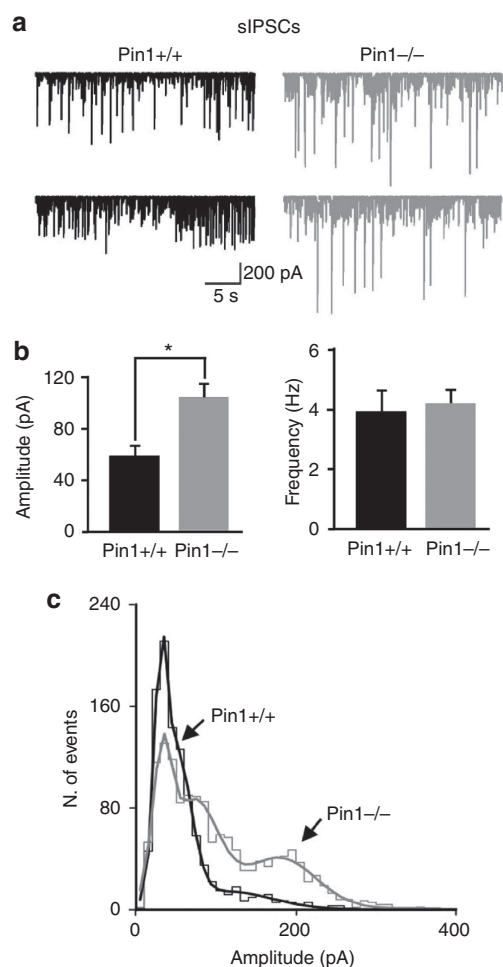 a
sIPSCs
Pin1+/+ Pin1–/–
200 pA
5 s
b
*
Amplitude (pA)
120
80
40
0
Pin1+/+ Pin1–/–
Frequency (Hz)
6
4
2
0
Pin1+/+ Pin1–/–
c
N. of events
240
160
80
0
Pin1+/+
Pin1–/–
0 200 400
Amplitude (pA)